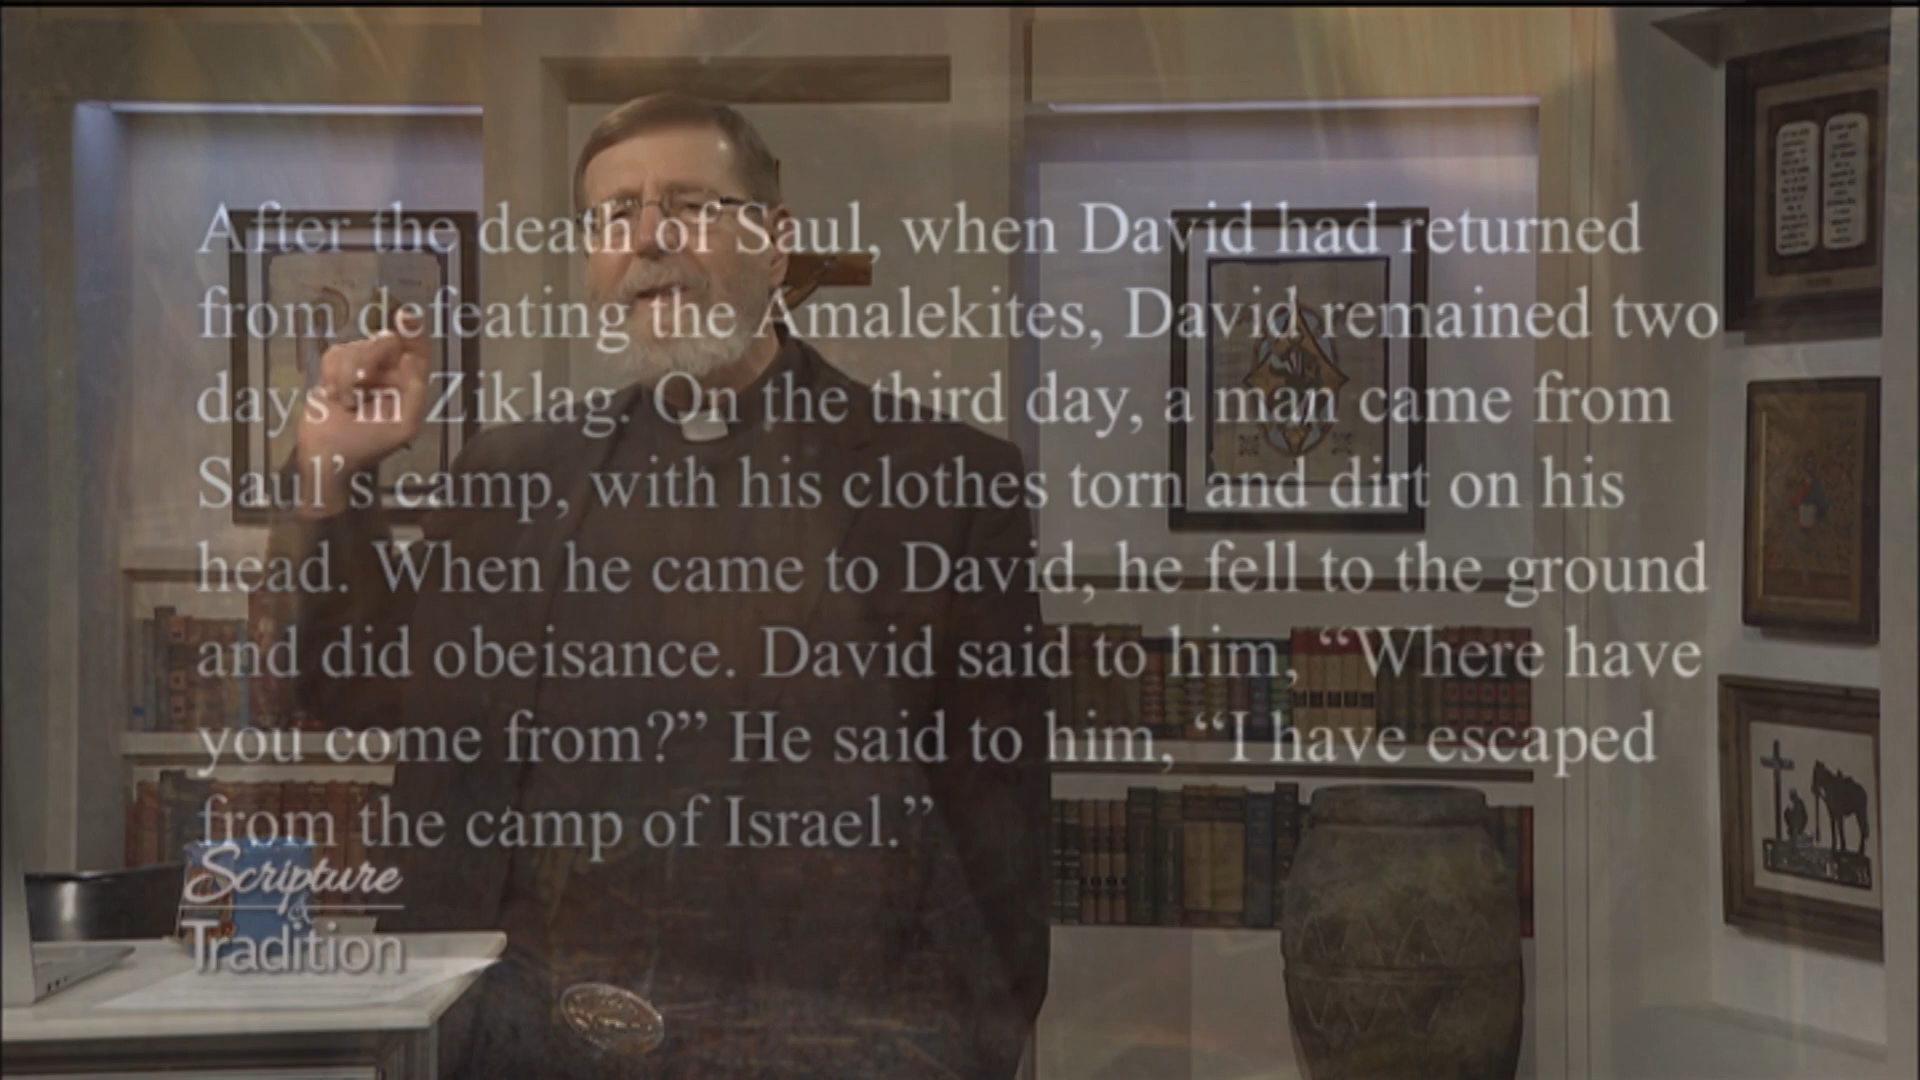 After the death of Saul, when David had returned
from defeating the Amalekites, David remained two
days in Ziklag. On the third day, a man came from
Saul’s camp, with his clothes torn and dirt on his
head. When he came to David, he fell to the ground
and did obeisance. David said to him, “Where have
you come from?” He said to him, “I have escaped
from the camp of Israel.”
Scripture
&
Tradition